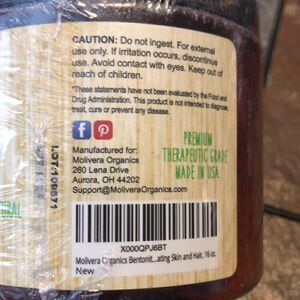 CAUTION: Do not ingest. For external
use only. If irritation occurs, discontinue
use. Avoid contact with eyes. Keep out of
reach of children.
*These statements have not been evaluated by the Food and
Drug Administration. This product is not intended to diagnose,
treat, cure or prevent any disease.
Manufactured for:
Molivera Organics
260 Lena Drive
Aurora, OH 44202
Support@MoliveraOrganics.com
PREMIUM
THERAPEUTIC GRADE
MADE IN USA
X000QPJ6BT
Molivera Organics Bentonit...ating Skin and Hair, 16 oz.
New